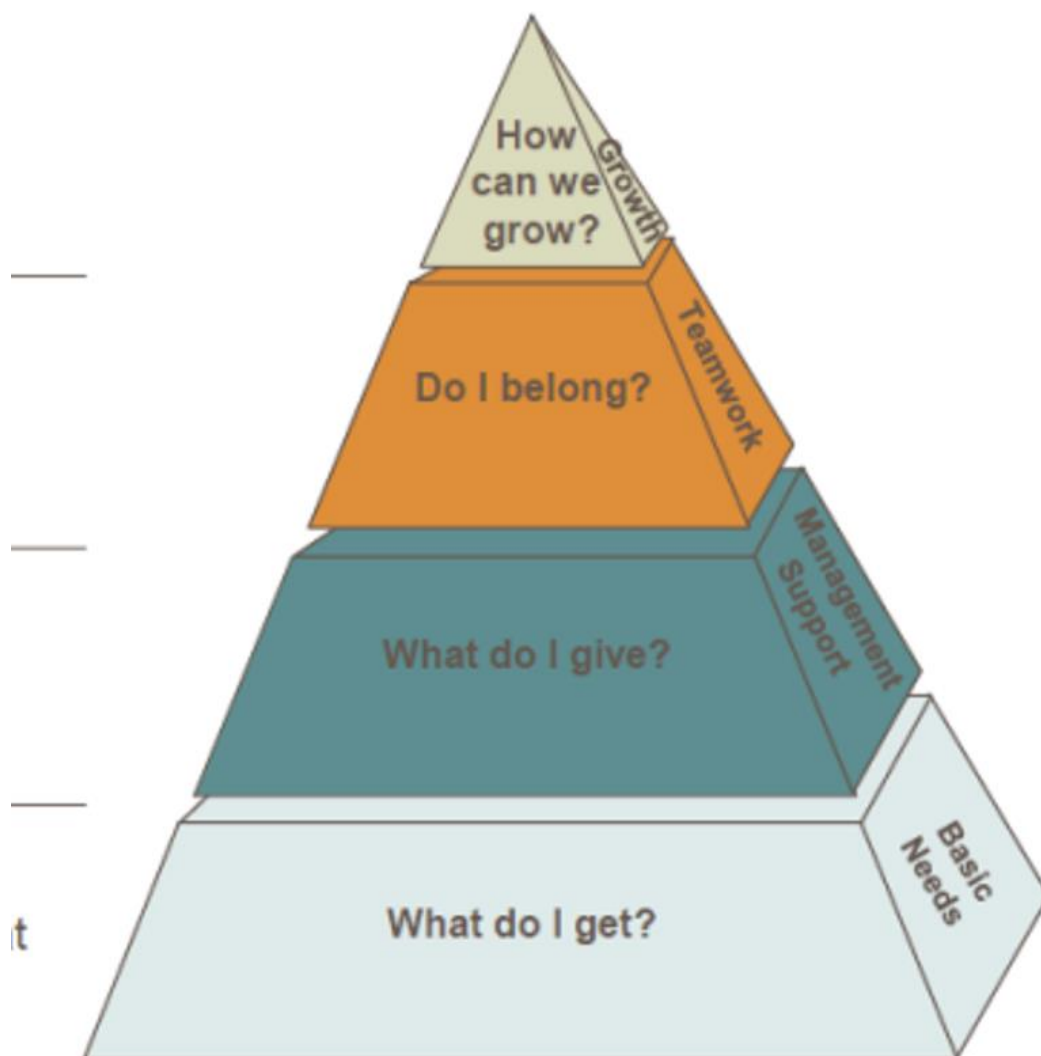 How
can we
grow?
Growth
Do I belong?
Teamwork
What do I give?
Management
Support
What do I get?
Basic
Needs